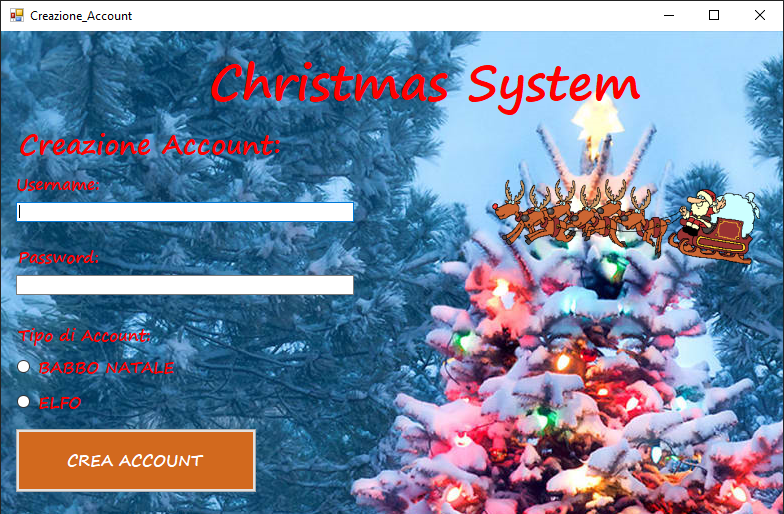 Creazione_Account
Christmas System
Creazione Account:
Username:
Password:
Tipo di Account:
BABBO NATALE
ELFO
CREA ACCOUNT